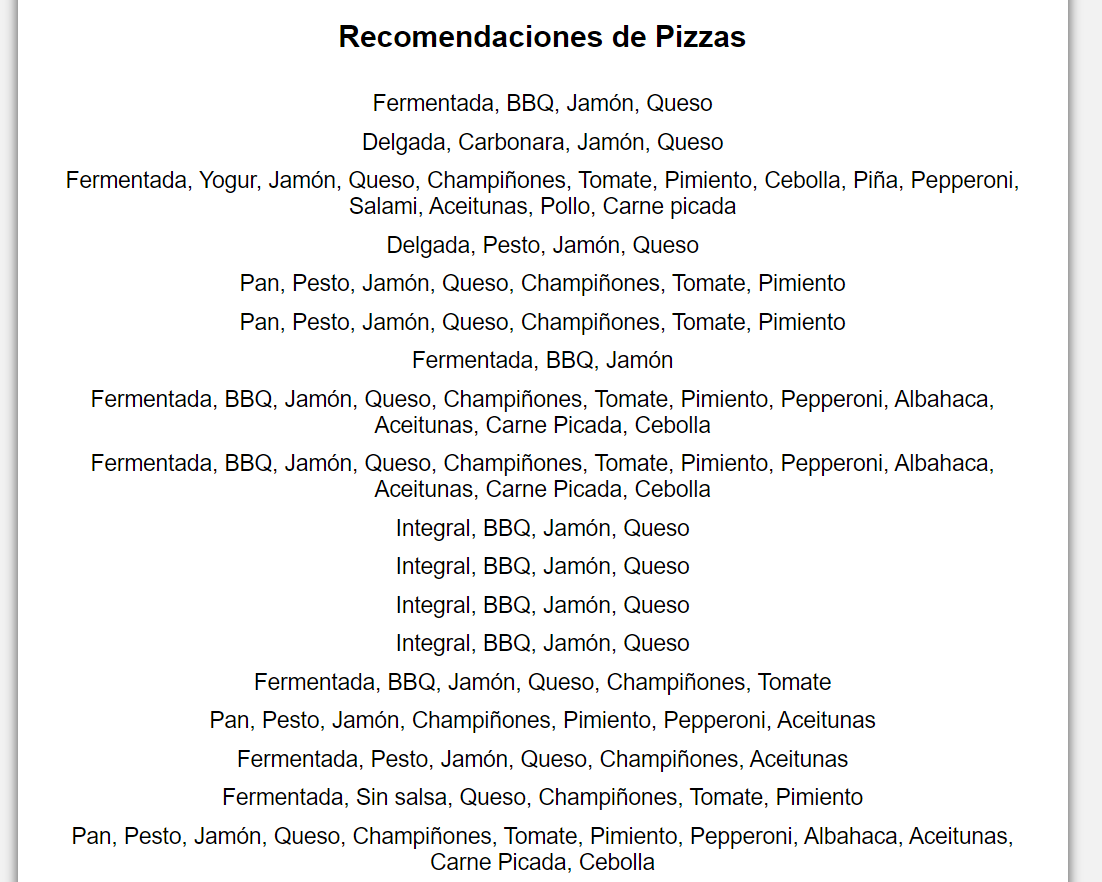 Recomendaciones de Pizzas
Fermentada, BBQ, Jamón, Queso
Delgada, Carbonara, Jamón, Queso
Fermentada, Yogur, Jamón, Queso, Champiñones, Tomate, Pimiento, Cebolla, Piña, Pepperoni,
Salami, Aceitunas, Pollo, Carne picada
Delgada, Pesto, Jamón, Queso
Pan, Pesto, Jamón, Queso, Champiñones, Tomate, Pimiento
Pan, Pesto, Jamón, Queso, Champiñones, Tomate, Pimiento
Fermentada, BBQ, Jamón
Fermentada, BBQ, Jamón, Queso, Champiñones, Tomate, Pimiento, Pepperoni, Albahaca,
Aceitunas, Carne Picada, Cebolla
Fermentada, BBQ, Jamón, Queso, Champiñones, Tomate, Pimiento, Pepperoni, Albahaca,
Aceitunas, Carne Picada, Cebolla
Integral, BBQ, Jamón, Queso
Integral, BBQ, Jamón, Queso
Integral, BBQ, Jamón, Queso
Integral, BBQ, Jamón, Queso
Fermentada, BBQ, Jamón, Queso, Champiñones, Tomate
Pan, Pesto, Jamón, Champiñones, Pimiento, Pepperoni, Aceitunas
Fermentada, Pesto, Jamón, Queso, Champiñones, Aceitunas
Fermentada, Sin salsa, Queso, Champiñones, Tomate, Pimiento
Pan, Pesto, Jamón, Queso, Champiñones, Tomate, Pimiento, Pepperoni, Albahaca, Aceitunas,
Carne Picada, Cebolla